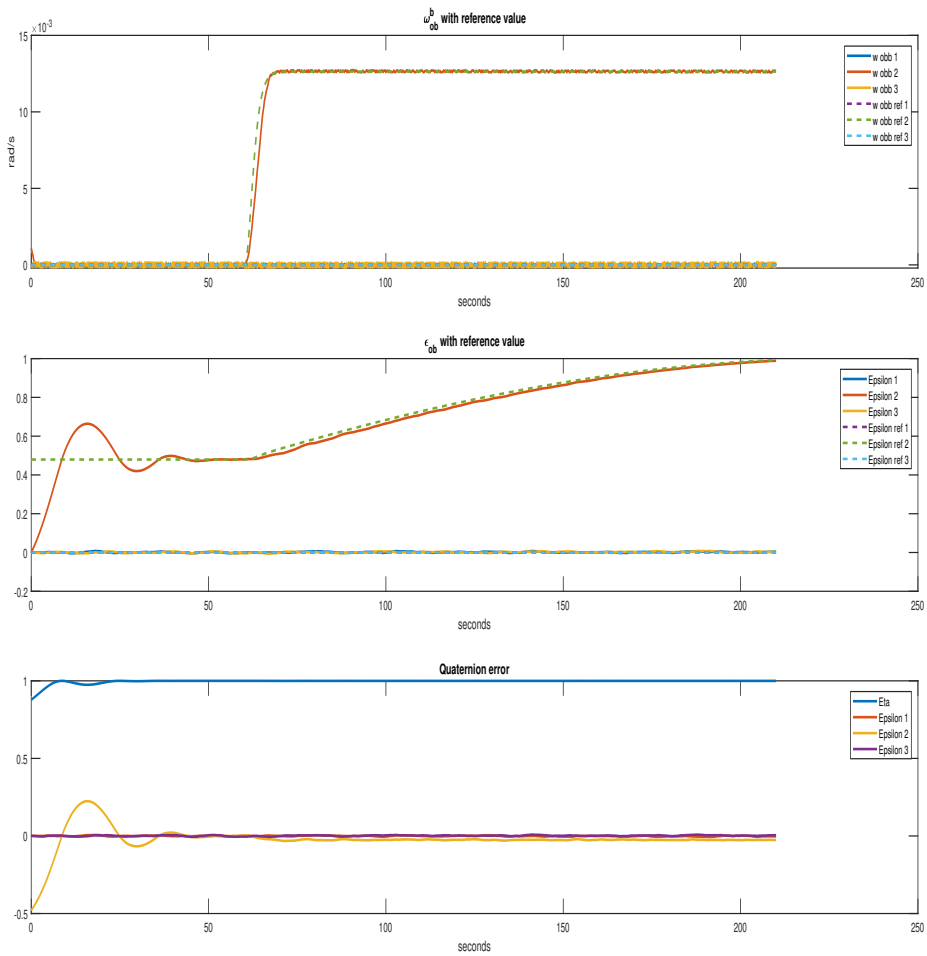 ω_ob^b with reference value
×10^-3
15
10
5
0
rad/s
0 50 100 150 200 250
seconds
w obb 1
w obb 2
w obb 3
w obb ref 1
w obb ref 2
w obb ref 3
ϵ_ob with reference value
1
0.8
0.6
0.4
0.2
0
-0.2
0 50 100 150 200 250
seconds
Epsilon 1
Epsilon 2
Epsilon 3
Epsilon ref 1
Epsilon ref 2
Epsilon ref 3
Quaternion error
1
0.5
0
-0.5
0 50 100 150 200 250
seconds
Eta
Epsilon 1
Epsilon 2
Epsilon 3